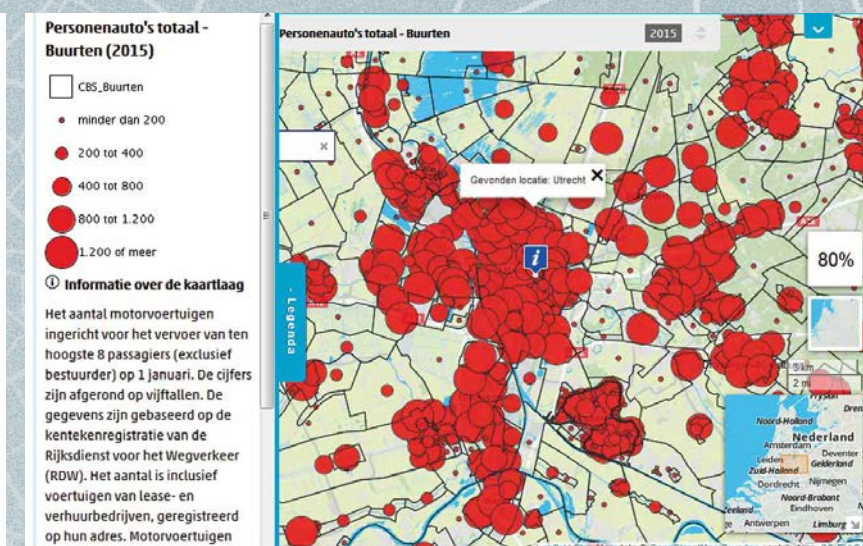 Personenauto's totaal -
Buurten (2015)
CBS_Buurten
minder dan 200
200 tot 400
400 tot 800
800 tot 1.200
1.200 of meer
Informatie over de kaartlaag
Het aantal motorvoertuigen
ingericht voor het vervoer van ten
hoogste 8 passagiers (exclusief
bestuurder) op 1 januari. De cijfers
zijn afgerond op vijftallen. De
gegevens zijn gebaseerd op de
kentekenregistratie van de
Rijksdienst voor het Wegverkeer
(RDW). Het aantal is inclusief
voertuigen van lease- en
verhuurbedrijven, geregistreerd
op hun adres. Motorvoertuigen
Personenauto's totaal - Buurten
2015
Gevonden locatie: Utrecht
i
- Legenda
80%
5 km
2 mi
Fryslân
Dren
Noord-Holland
Nederland
Amsterdam
Deventer
Leiden
Gelderland
Zuid-Holland
Dordrecht
Nijmegen
Noord-Brabant
Eindhoven
Zeeland
Antwerpen
Limburg